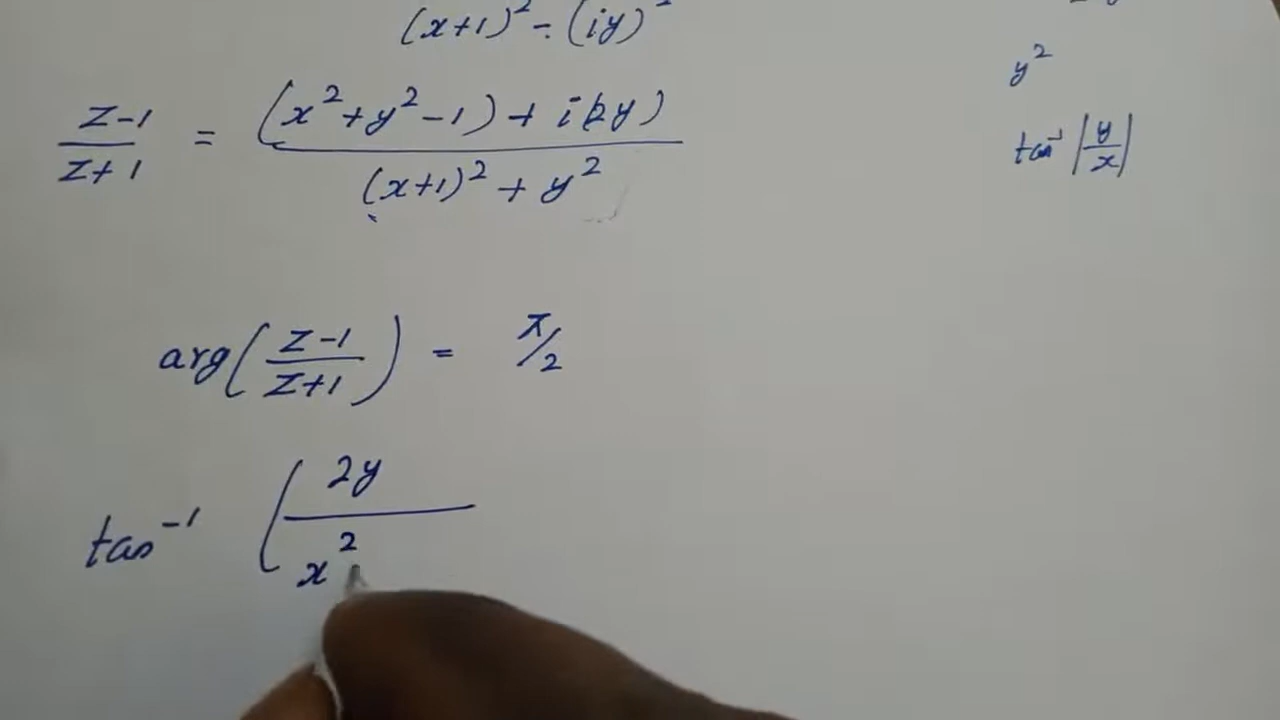 (x+1)² - (iy)²
y²
z-1/z+1 = (x²+y²-1) + i(2y)/(x+1)² + y²
tan⁻¹ |y/x|
arg(z-1/z+1) = π/2
tan⁻¹ [2y/x²